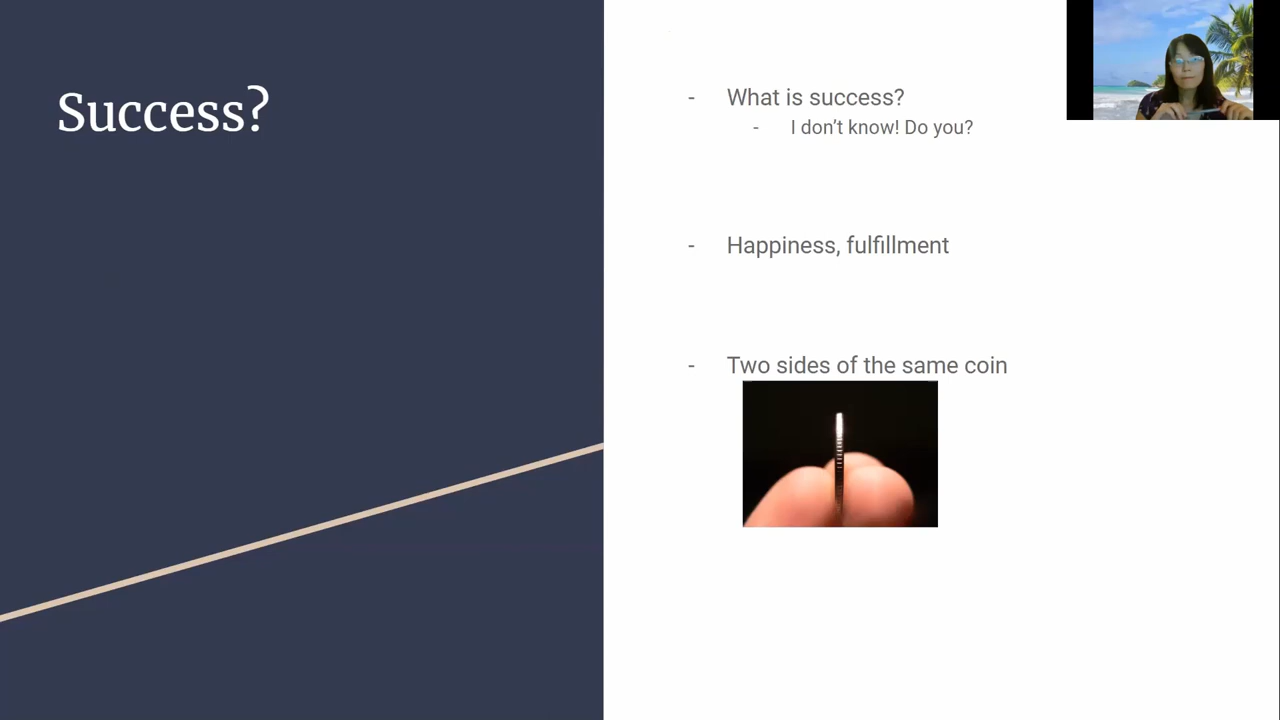 Success?
- What is success?
- I don’t know! Do you?
- Happiness, fulfillment
- Two sides of the same coin